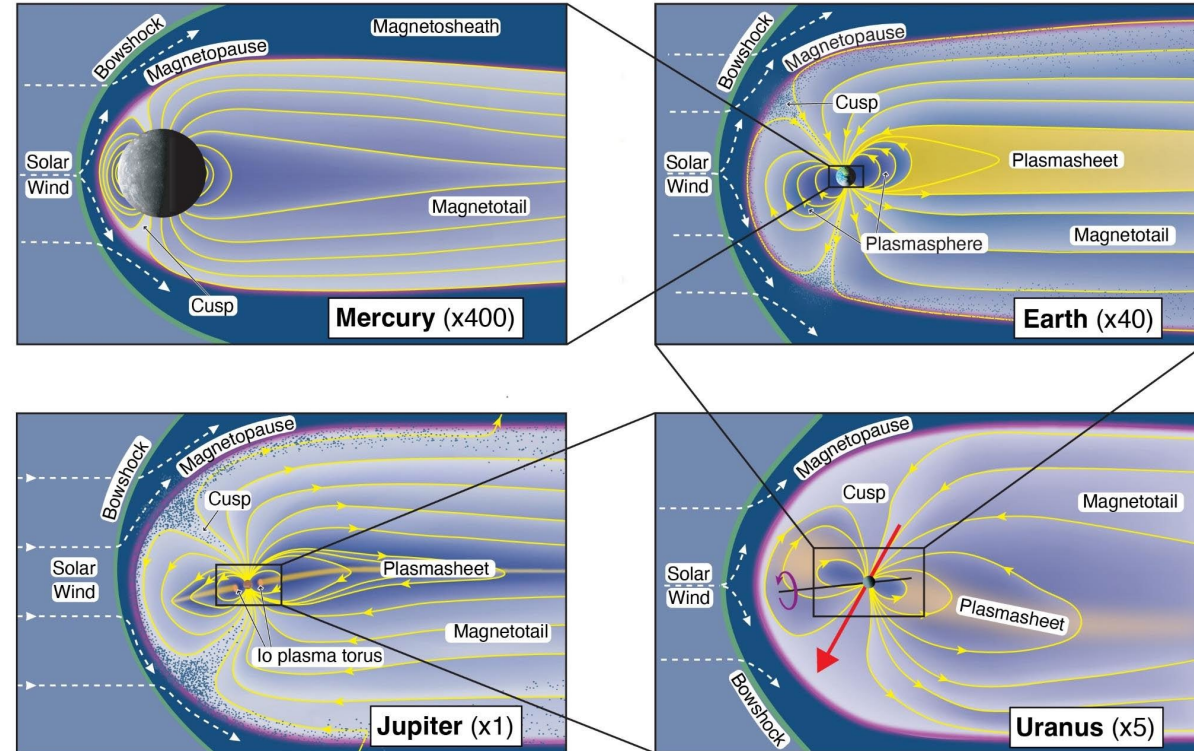 Bowshock
Magnetopause
Magnetosheath
Solar
Wind
Magnetotail
Cusp
Mercury (x400)
Bowshock
Magnetopause
Cusp
Solar
Wind
Plasmasheet
Plasmasphere
Magnetotail
Earth (x40)
Bowshock
Magnetopause
Cusp
Solar
Wind
Plasmasheet
Magnetotail
Io plasma torus
Jupiter (x1)
Magnetopause
Cusp
Magnetotail
Solar
Wind
Plasmasheet
Bowshock
Uranus (x5)